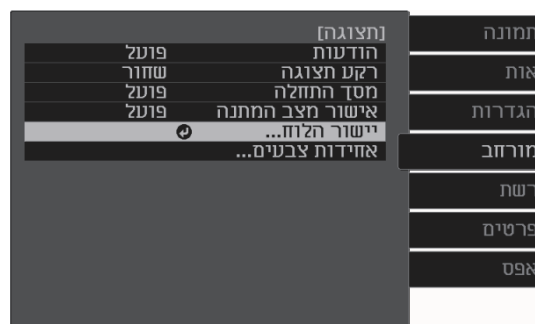 [תצוגה]
הודעות פועל
רקע תצוגה שחור
מסך התחלה פועל
אישור מצב המתנה פועל
יישור הלוח...
אחידות צבעים...
תמונה
אות
הגדרות
מורחב
רשת
פרטים
אפס